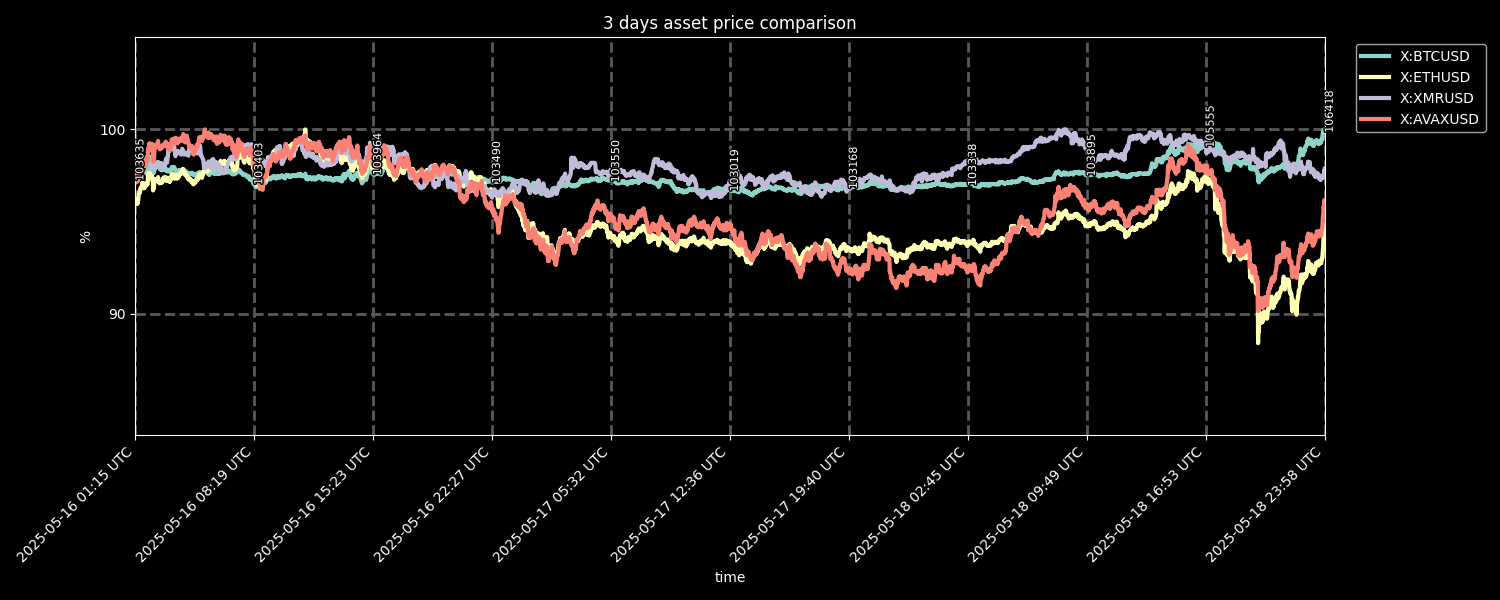 3 days asset price comparison
X:BTCUSD
X:ETHUSD
X:XMRUSD
X:AVAXUSD
100
90
%
103635
103403
103964
103490
103550
103019
103168
103338
103895
105555
106418
2025-05-16 01:15 UTC
2025-05-16 08:19 UTC
2025-05-16 15:23 UTC
2025-05-16 22:27 UTC
2025-05-17 05:32 UTC
2025-05-17 12:36 UTC
2025-05-17 19:40 UTC
2025-05-18 02:45 UTC
2025-05-18 09:49 UTC
2025-05-18 16:53 UTC
2025-05-18 23:58 UTC
time